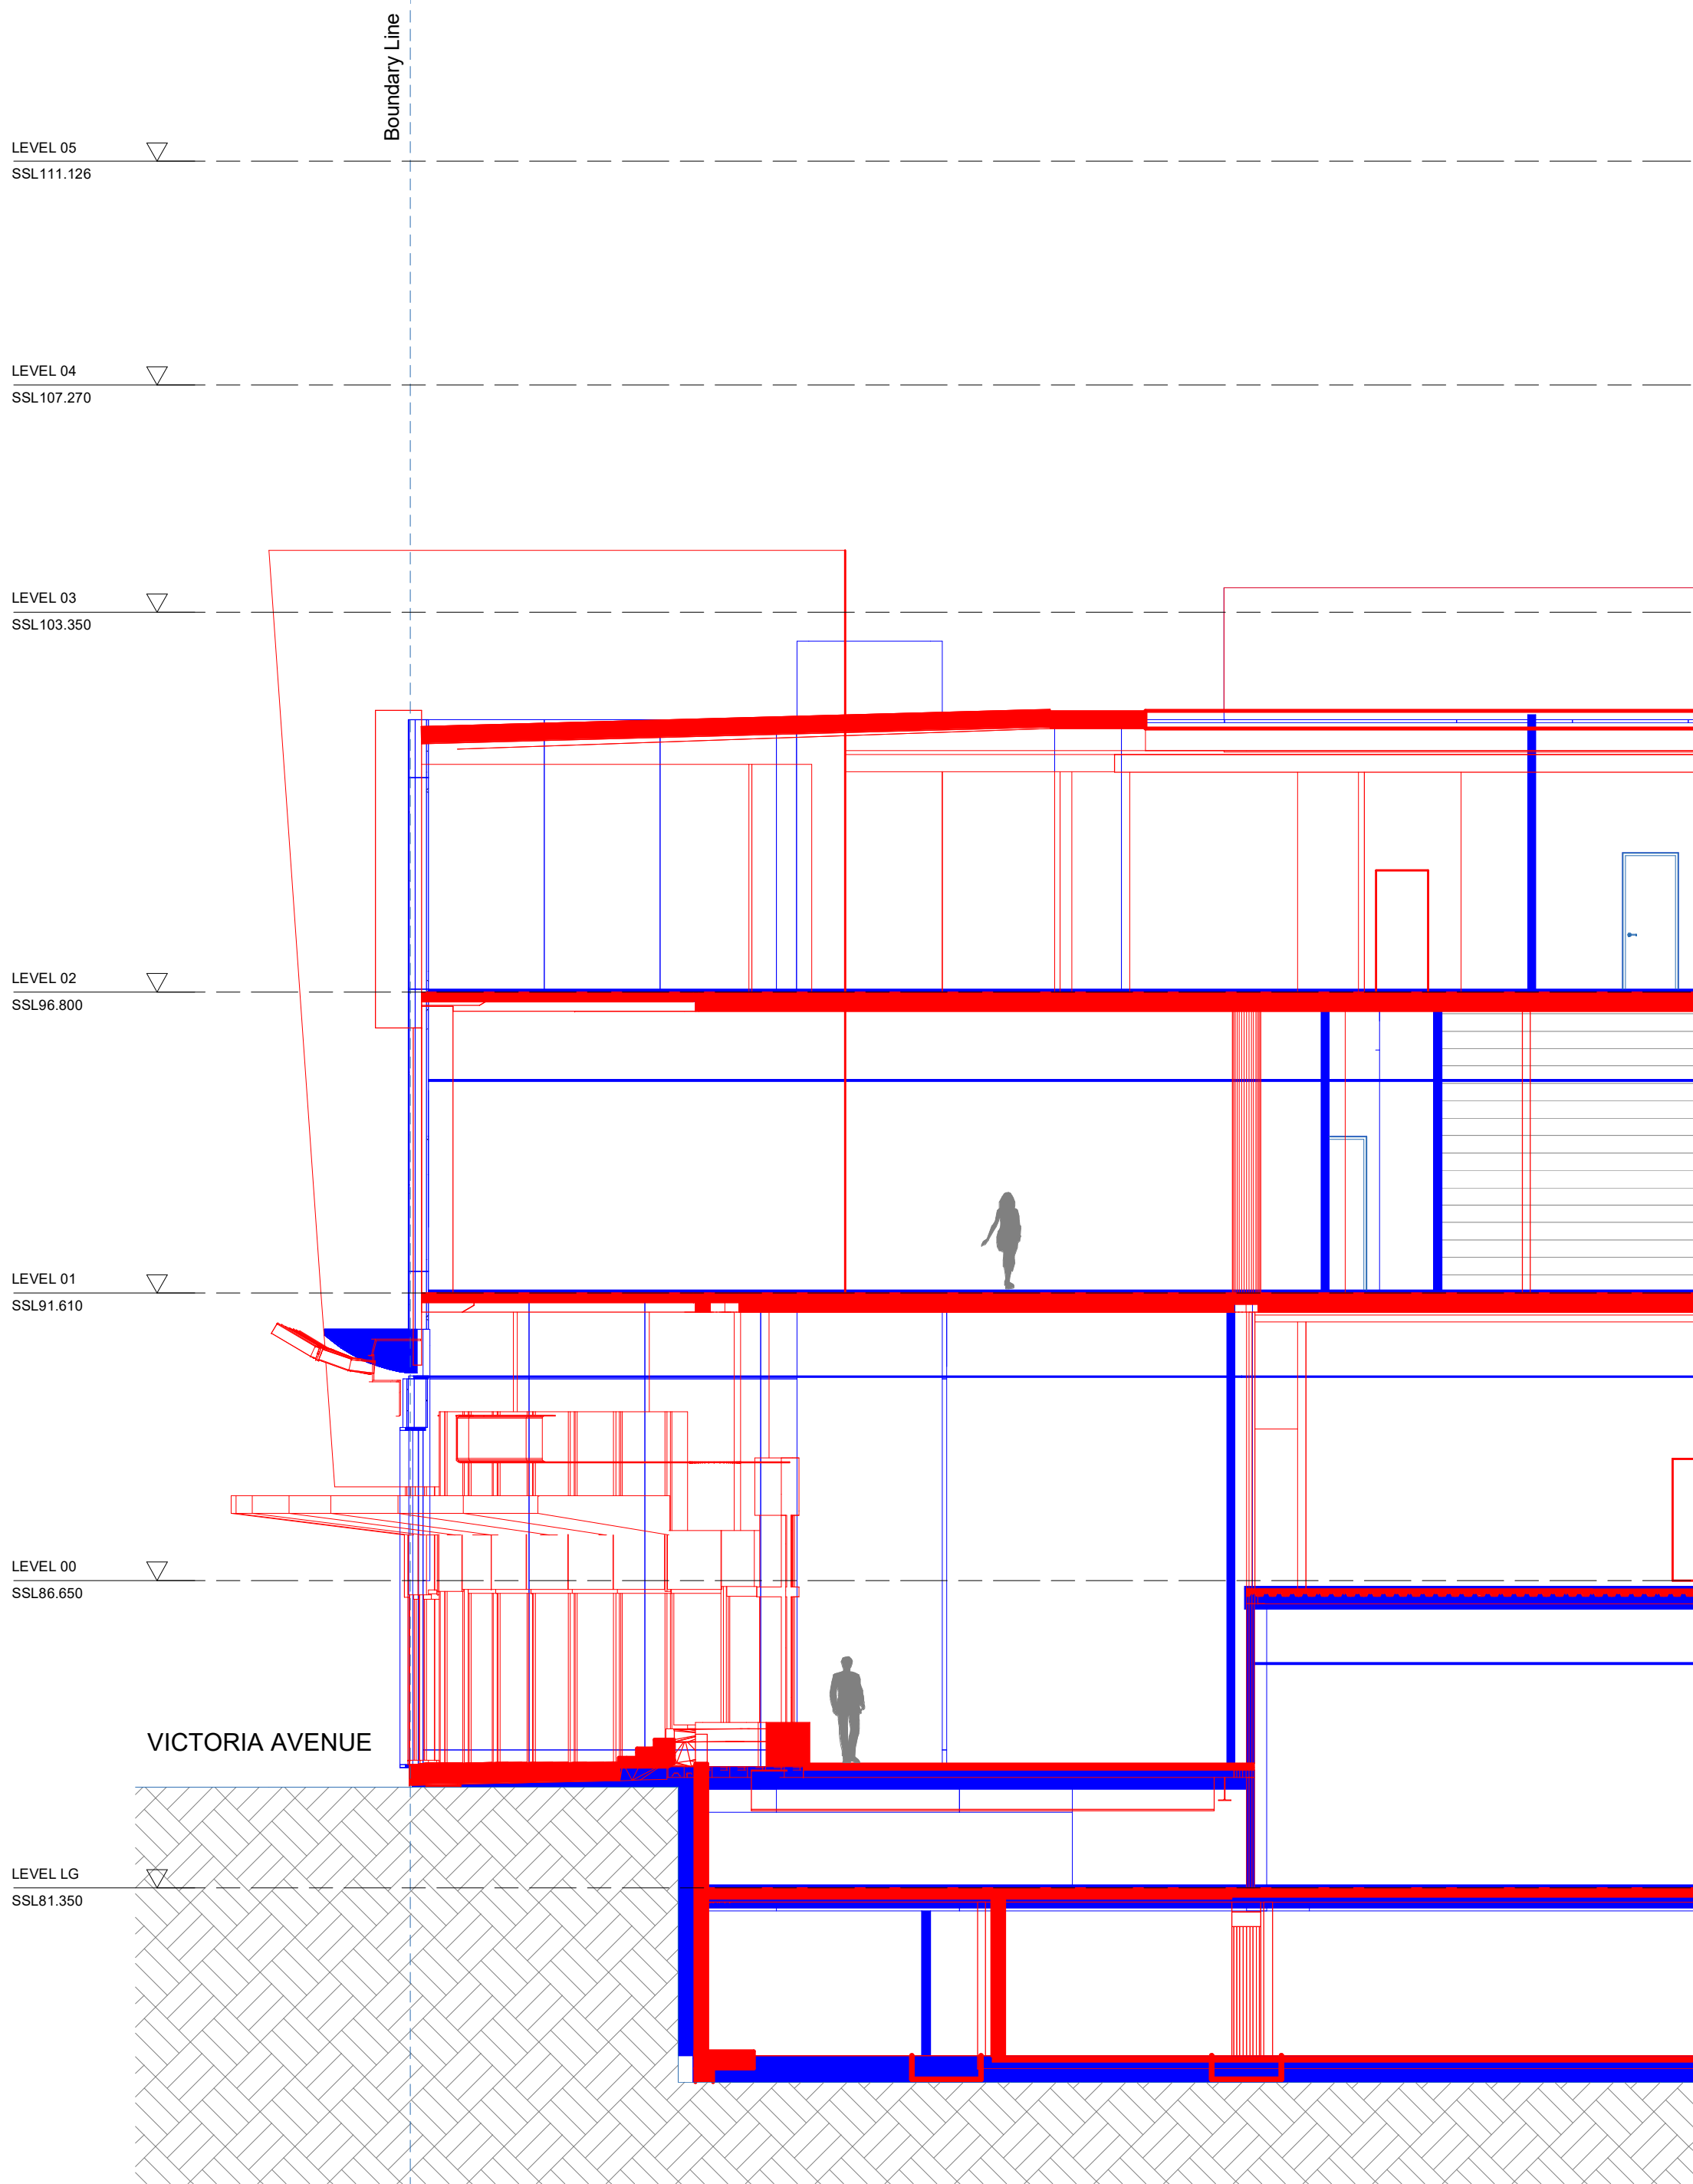 Boundary Line
LEVEL 05
SSL111.126
LEVEL 04
SSL107.270
LEVEL 03
SSL103.350
LEVEL 02
SSL96.800
LEVEL 01
SSL91.610
LEVEL 00
SSL86.650
VICTORIA AVENUE
LEVEL LG
SSL81.350